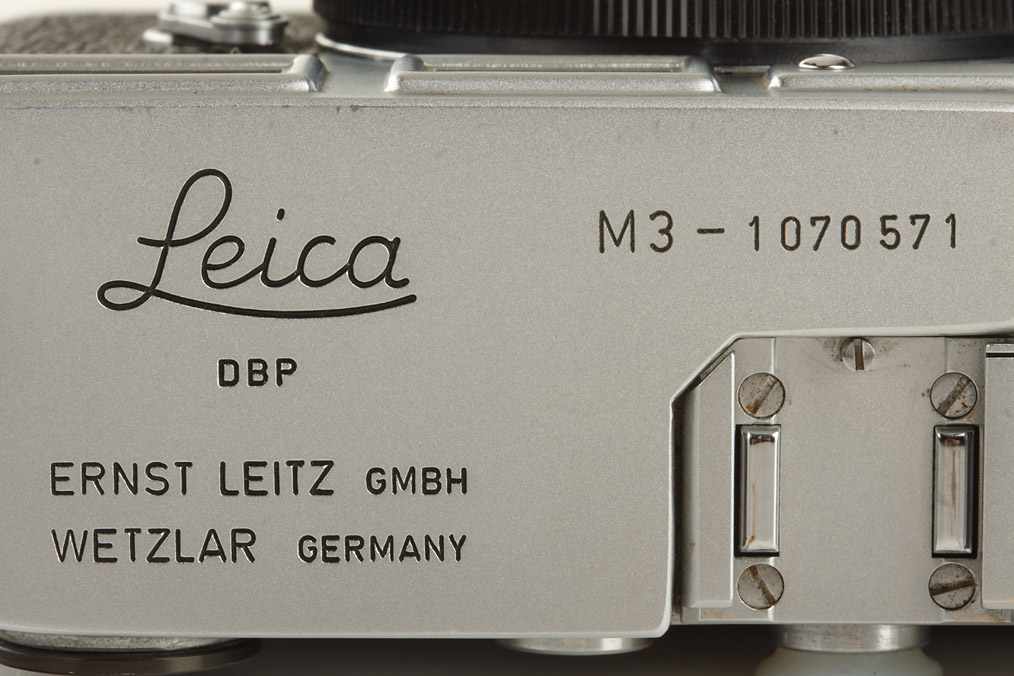 Leica
DBP
ERNST LEITZ GMBH
WETZLAR GERMANY
M3-1070571